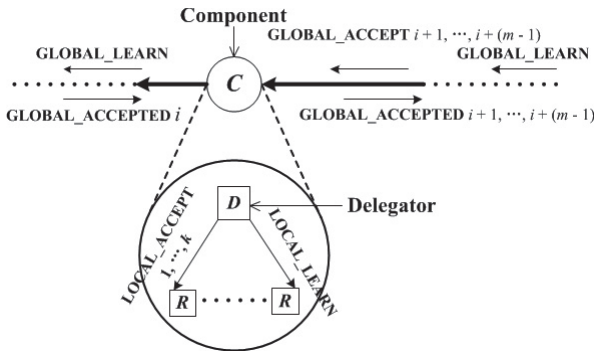 Component
GLOBAL_LEARN
GLOBAL_ACCEPT i + 1, ···, i + (m - 1)
GLOBAL_LEARN
C
GLOBAL_ACCEPTED i
GLOBAL_ACCEPTED i + 1, ···, i + (m - 1)
D
Delegator
LOCAL_ACCEPT
1, ···, k
LOCAL_LEARN
R
R